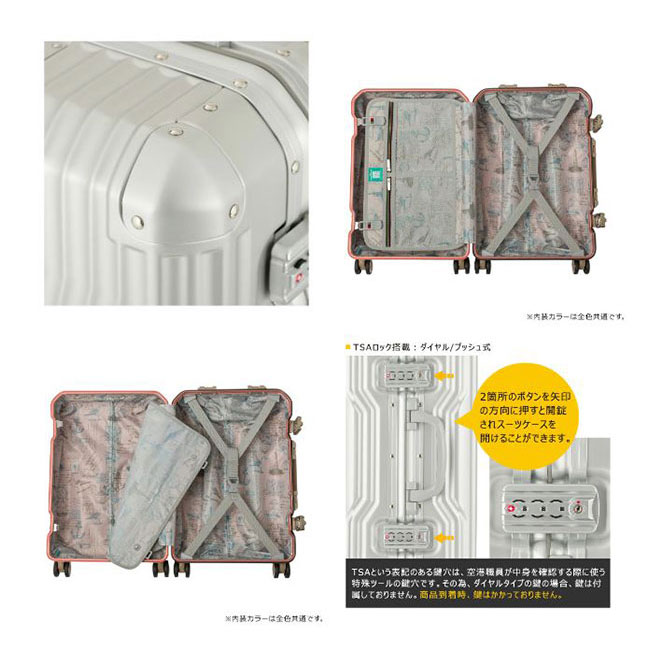 ※内装カラーは全色共通です。
■TSAロック搭載：ダイヤル/プッシュ式
2箇所のボタンを矢印
の方向に押すと開錠
されスーツケースを
開けることができます。
※内装カラーは全色共通です。
TSAという表記のある鍵穴は、空港職員が中身を確認する際に使う
特殊ツールの鍵穴です。その為、ダイヤルタイプの鍵の場合、鍵は付
属しておりません。商品到着時、鍵はかかっておりません。